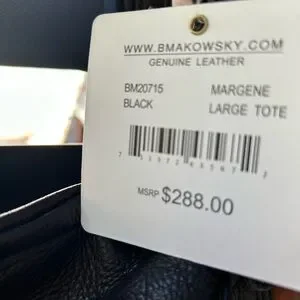 WWW.BMAKOWSKY.COM
GENUINE LEATHER
BM20715 MARGENE
BLACK LARGE TOTE
MSRP $288.00